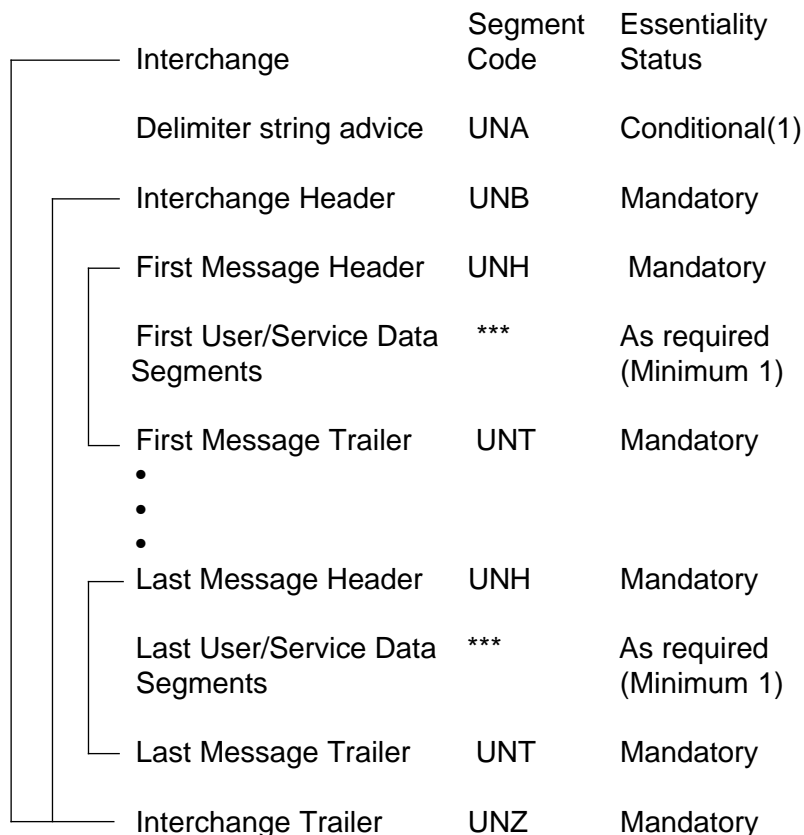 Segment Essentiality
Interchange Code Status
Delimiter string advice UNA Conditional(1)
Interchange Header UNB Mandatory
First Message Header UNH Mandatory
First User/Service Data *** As required
Segments (Minimum 1)
First Message Trailer UNT Mandatory
•
•
•
Last Message Header UNH Mandatory
Last User/Service Data *** As required
Segments (Minimum 1)
Last Message Trailer UNT Mandatory
Interchange Trailer UNZ Mandatory